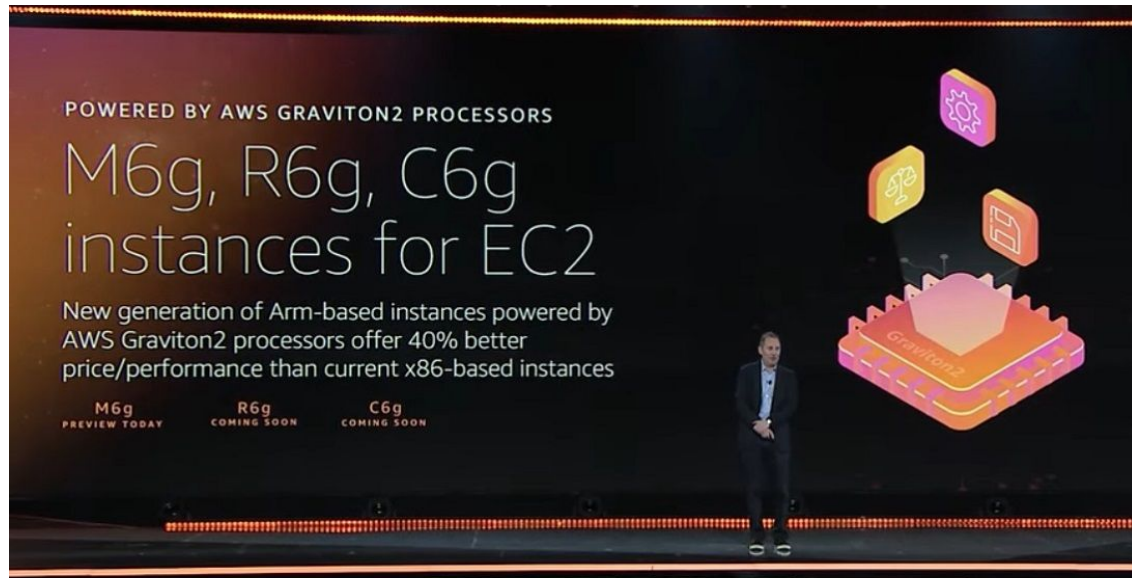 POWERED BY AWS GRAVITON2 PROCESSORS
M6g, R6g, C6g
instances for EC2
New generation of Arm-based instances powered by
AWS Graviton2 processors offer 40% better
price/performance than current x86-based instances
M6g
PREVIEW TODAY
R6g
COMING SOON
C6g
COMING SOON
Graviton2